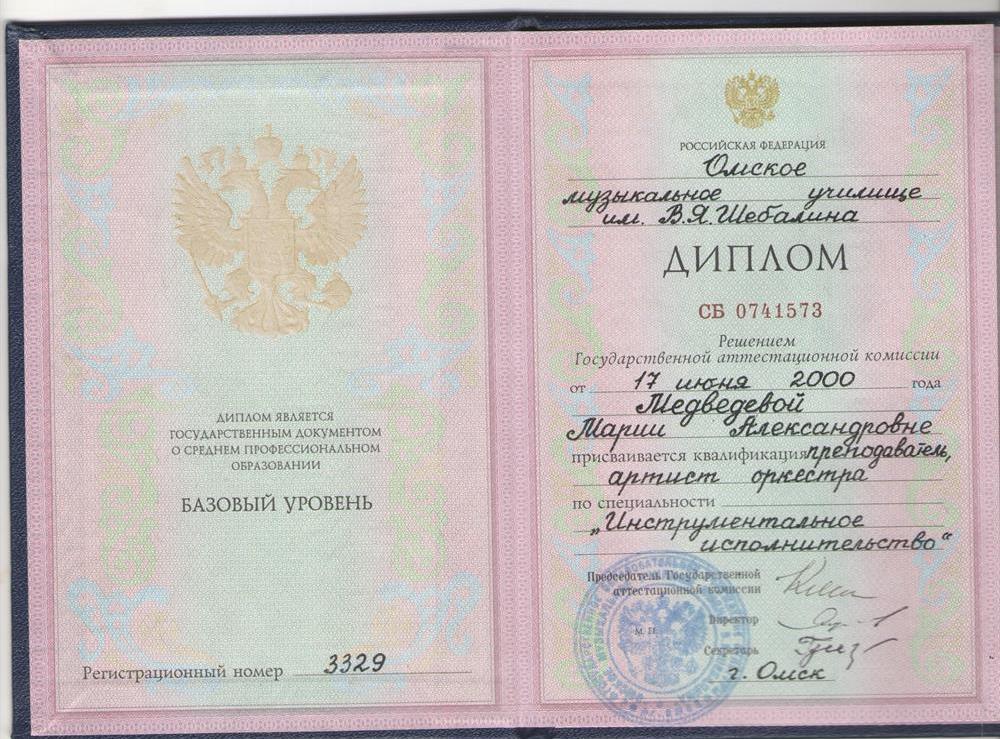 ДИПЛОМ ЯВЛЯЕТСЯ
ГОСУДАРСТВЕННЫМ ДОКУМЕНТОМ
О СРЕДНЕМ ПРОФЕССИОНАЛЬНОМ
ОБРАЗОВАНИИ
БАЗОВЫЙ УРОВЕНЬ
Регистрационный номер 3329
РОССИЙСКАЯ ФЕДЕРАЦИЯ
Омское
музыкальное училище
им. В.Я.Шебалина
ДИПЛОМ
СБ 0741573
Решением
Государственной аттестационной комиссии
от 17 июня 2000 года
Медведевой
Марии Александровне
присваивается квалификация преподаватель,
артист оркестра
по специальности
„Инструментальное
исполнительство“
Председатель Государственной
аттестационной комиссии
Директор
М. П.
Секретарь
г. Омск